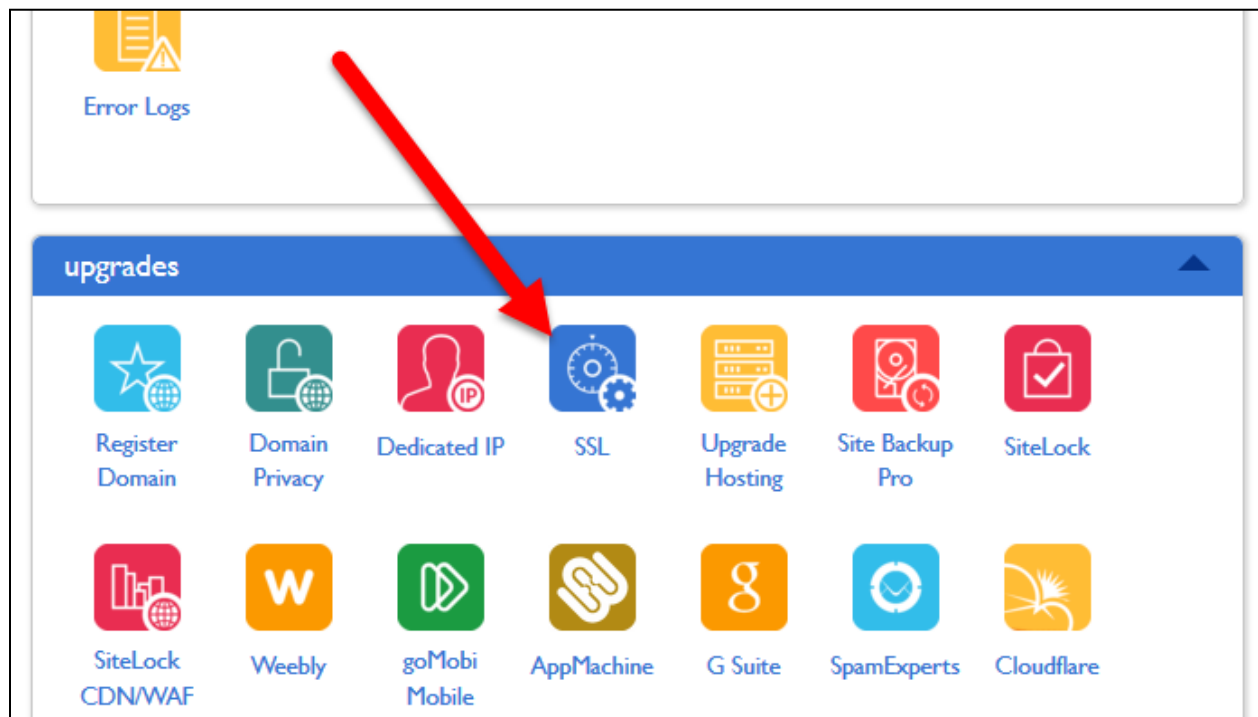 Error Logs
upgrades
IP
Register
Domain
Domain
Privacy
Dedicated IP
SSL
Upgrade
Hosting
Site Backup
Pro
SiteLock
W
g
SiteLock
CDN/WAF
Weebly
goMobi
Mobile
AppMachine
G Suite
SpamExperts
Cloudflare